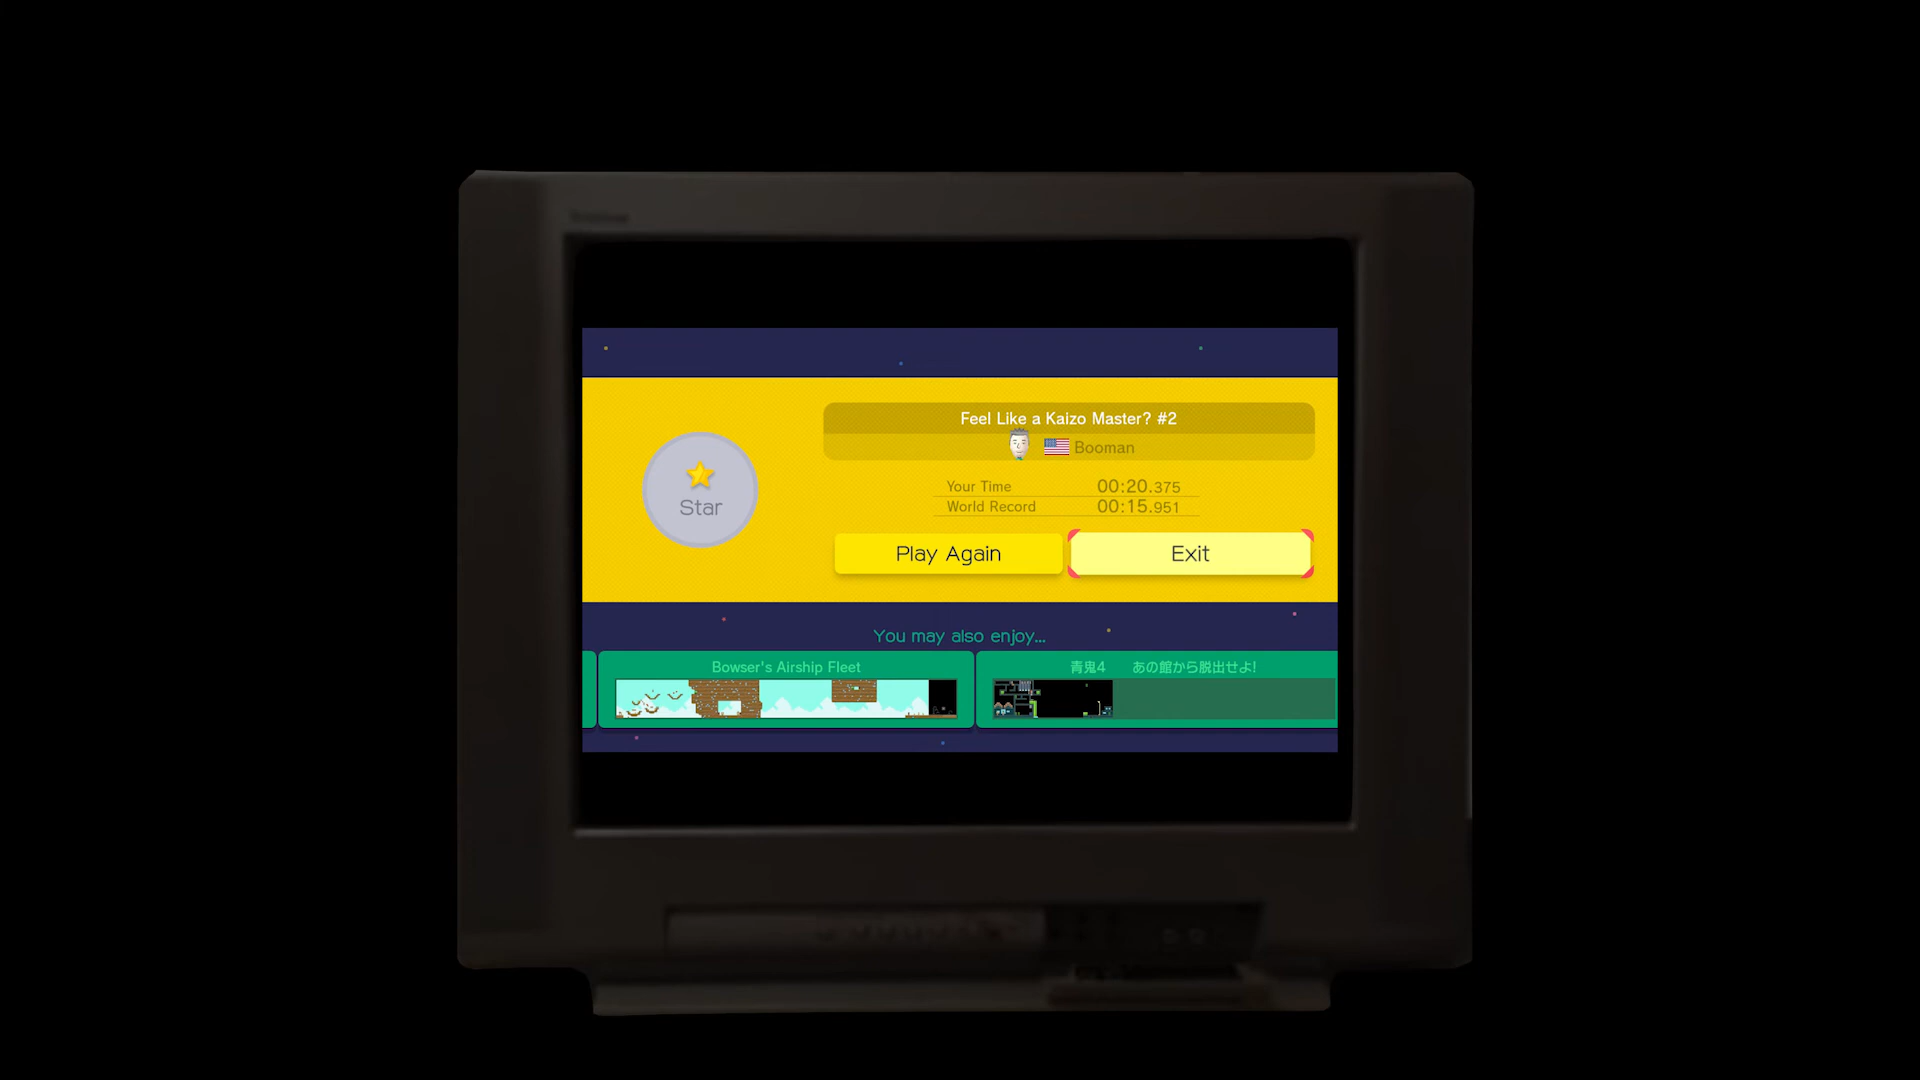 Feel Like a Kaizo Master? #2
Booman
Star
Your Time 00:20.375
World Record 00:15.951
Play Again
Exit
You may also enjoy...
Bowser's Airship Fleet
青鬼4 あの館から脱出せよ!